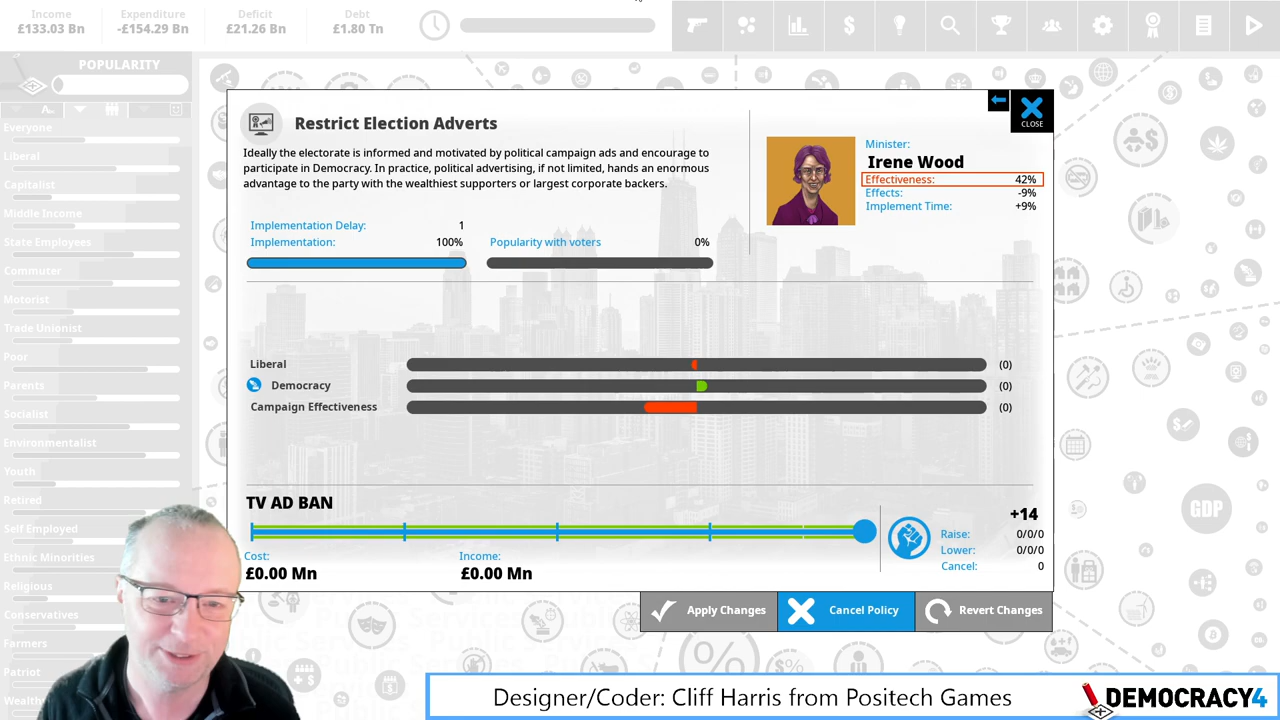 Income
£133.03 Bn
Expenditure
-£154.29 Bn
Deficit
£21.26 Bn
Debt
£1.80 Tn
POPULARITY
Everyone
Liberal
Capitalist
Middle Income
State Employees
Commuter
Motorist
Trade Unionist
Poor
Parents
Socialist
Environmentalist
Youth
Retired
Self Employed
Ethnic Minorities
Religious
Conservatives
Farmers
Patriot
Wealth
Restrict Election Adverts
CLOSE
Ideally the electorate is informed and motivated by political campaign ads and encourage to
participate in Democracy. In practice, political advertising, if not limited, hands an enormous
advantage to the party with the wealthiest supporters or largest corporate backers.
Minister:
Irene Wood
Effectiveness: 42%
Effects: -9%
Implement Time: +9%
Implementation Delay: 1
Implementation: 100%
Popularity with voters 0%
Liberal (0)
Democracy (0)
Campaign Effectiveness (0)
TV AD BAN
Cost:
£0.00 Mn
Income:
£0.00 Mn
+14
Raise: 0/0/0
Lower: 0/0/0
Cancel: 0
Apply Changes
Cancel Policy
Revert Changes
Public Services
GDP
%
$%
Designer/Coder: Cliff Harris from Positech Games
DEMOCRACY4